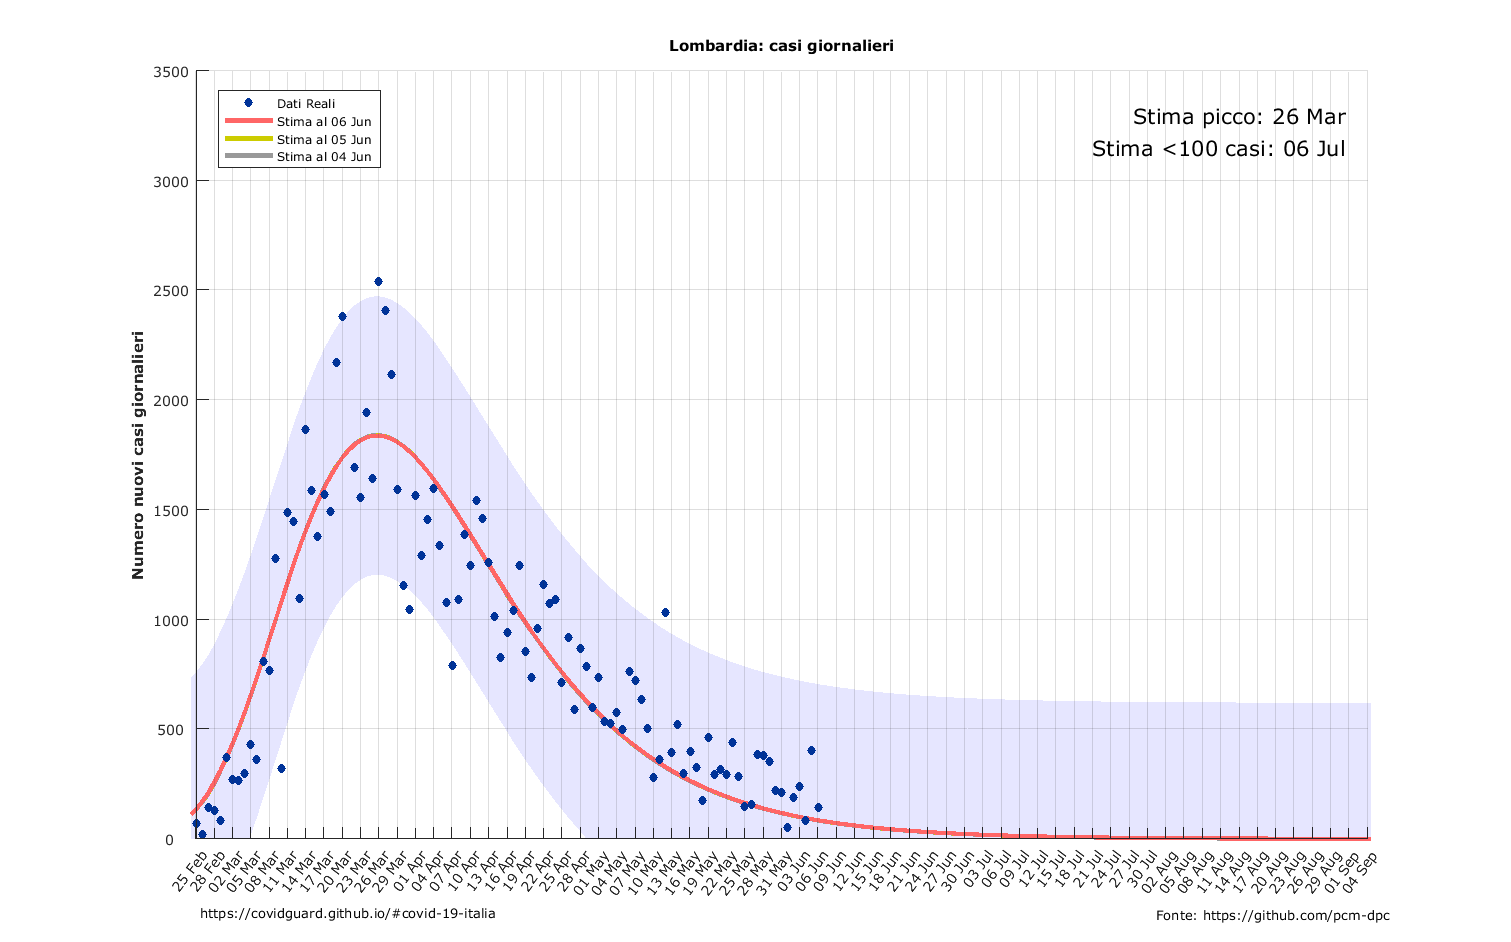 Lombardia: casi giornalieri
Dati Reali
Stima al 06 Jun
Stima al 05 Jun
Stima al 04 Jun
Stima picco: 26 Mar
Stima <100 casi: 06 Jul
Numero nuovi casi giornalieri
3500
3000
2500
2000
1500
1000
500
0
25 Feb
28 Feb
02 Mar
05 Mar
08 Mar
11 Mar
14 Mar
17 Mar
20 Mar
23 Mar
26 Mar
29 Mar
01 Apr
04 Apr
07 Apr
10 Apr
13 Apr
16 Apr
19 Apr
22 Apr
25 Apr
28 Apr
01 May
04 May
07 May
10 May
13 May
16 May
19 May
22 May
25 May
28 May
31 May
03 Jun
06 Jun
09 Jun
12 Jun
15 Jun
18 Jun
21 Jun
24 Jun
27 Jun
30 Jun
03 Jul
06 Jul
09 Jul
12 Jul
15 Jul
18 Jul
21 Jul
24 Jul
27 Jul
30 Jul
02 Aug
05 Aug
08 Aug
11 Aug
14 Aug
17 Aug
20 Aug
23 Aug
26 Aug
29 Aug
01 Sep
04 Sep
https://covidguard.github.io/#covid-19-italia
Fonte: https://github.com/pcm-dpc